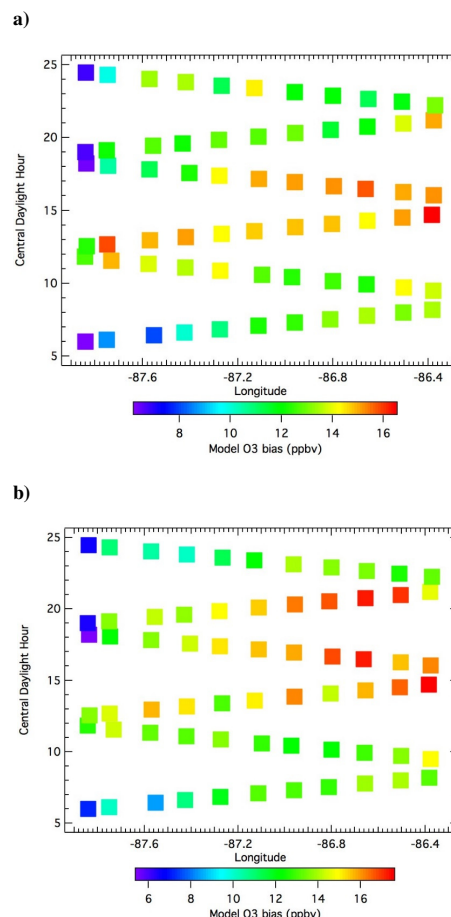 a)
25
20
15
10
5
Central Daylight Hour
-87.6 -87.2 -86.8 -86.4
Longitude
8 10 12 14 16
Model O3 bias (ppbv)
b)
25
20
15
10
5
Central Daylight Hour
-87.6 -87.2 -86.8 -86.4
Longitude
6 8 10 12 14 16
Model O3 bias (ppbv)